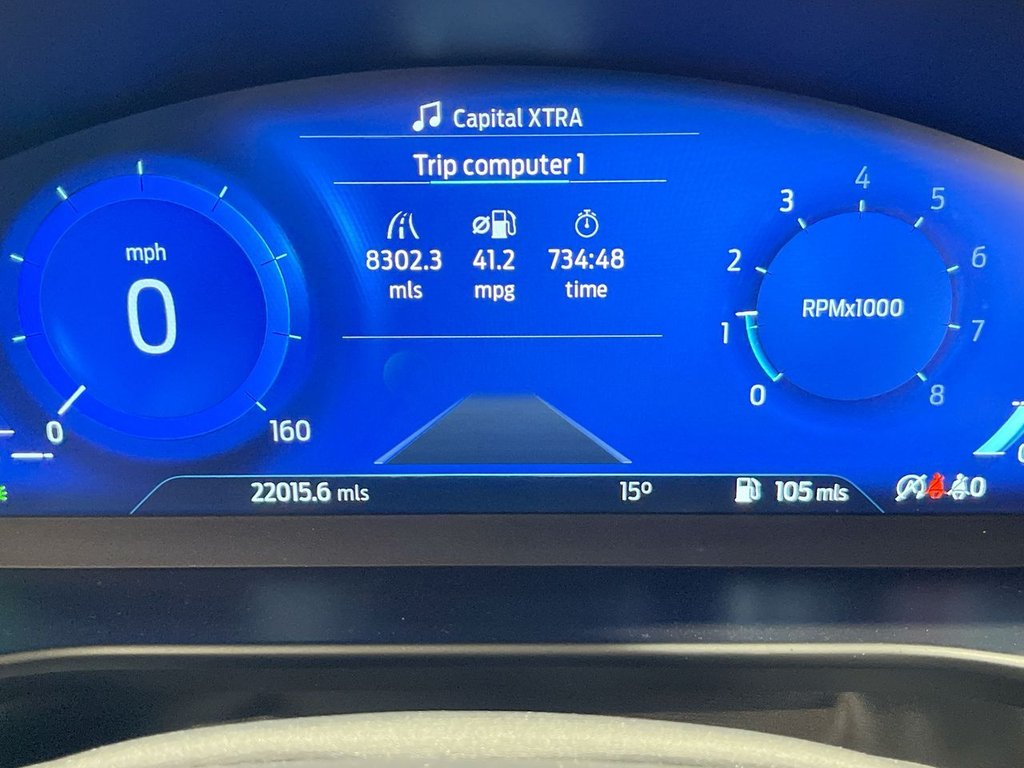 Capital XTRA
Trip computer 1
8302.3 41.2 734:48
mls mpg time
mph
0
0 160
RPMx1000
0 1 2 3 4 5 6 7 8
22015.6 mls 15º 105 mls 0